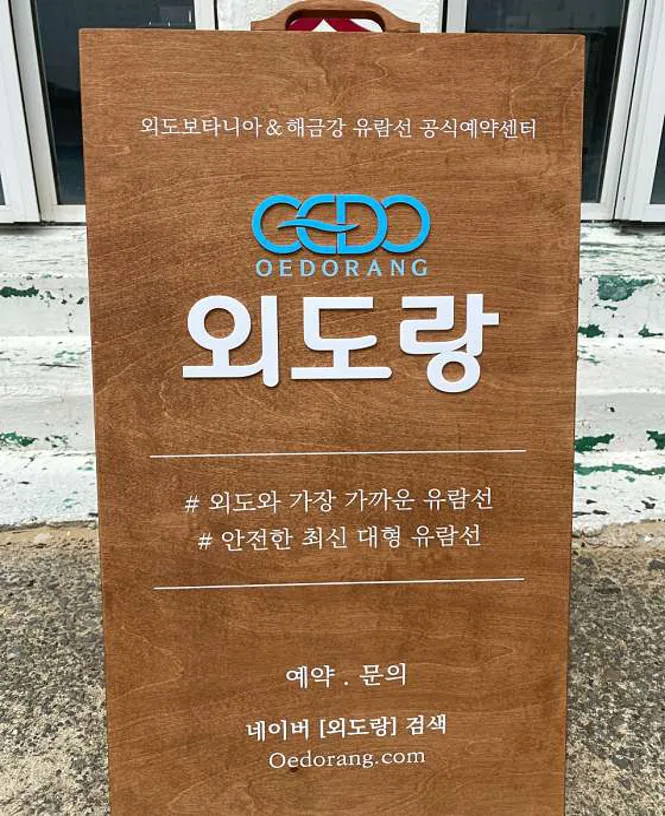 외도보타니아 & 해금강 유람선 공식예약센터
OEDO
OEDORANG
외도랑
# 외도와 가장 가까운 유람선
# 안전한 최신 대형 유람선
예약 . 문의
네이버 [외도랑] 검색
Oedorang.com